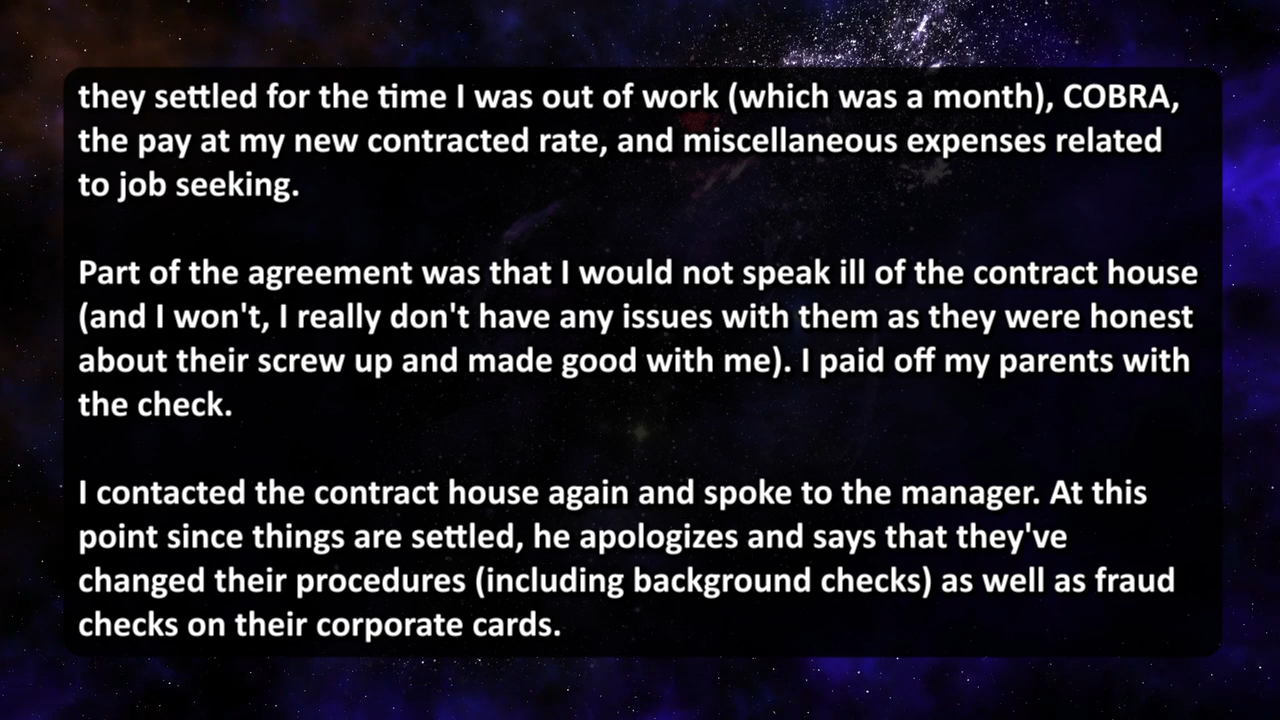 they settled for the time I was out of work (which was a month), COBRA,
the pay at my new contracted rate, and miscellaneous expenses related
to job seeking.
Part of the agreement was that I would not speak ill of the contract house
(and I won't, I really don't have any issues with them as they were honest
about their screw up and made good with me). I paid off my parents with
the check.
I contacted the contract house again and spoke to the manager. At this
point since things are settled, he apologizes and says that they've
changed their procedures (including background checks) as well as fraud
checks on their corporate cards.